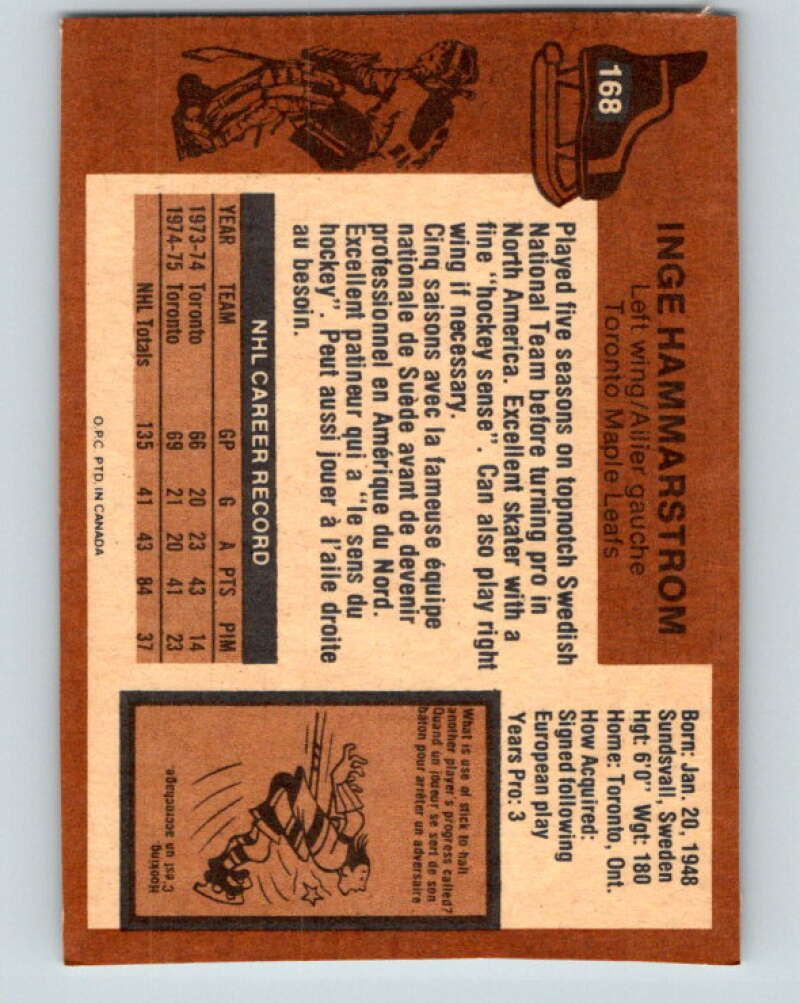 168
INGE HAMMARSTROM
Left wing/Ailier gauche
Toronto Maple Leafs
Born: Jan. 20, 1948
Sundsvall, Sweden
Hgt: 6'0" Wgt: 180
Home: Toronto, Ont.
How Acquired:
Signed following
European play
Years Pro: 3
Played five seasons on topnotch Swedish
National Team before turning pro in
North America. Excellent skater with a
fine "hockey sense". Can also play right
wing if necessary.
Cinq saisons avec la fameuse équipe
nationale de Suède avant de devenir
professionnel en Amérique du Nord.
Excellent patineur qui a "le sens du
hockey". Peut aussi jouer à l'aile droite
au besoin.
NHL CAREER RECORD
YEAR TEAM GP G A PTS PIM
1973-74 Toronto 66 20 23 43 14
1974-75 Toronto 69 21 20 41 23
NHL Totals 135 41 43 84 37
What is use of stick to halt
another player's progress called?
Quand un joueur se sert de son
bâton pour arrêter un adversaire
Hooking
c'est un accrochage
O.P.C. PTD. IN CANADA